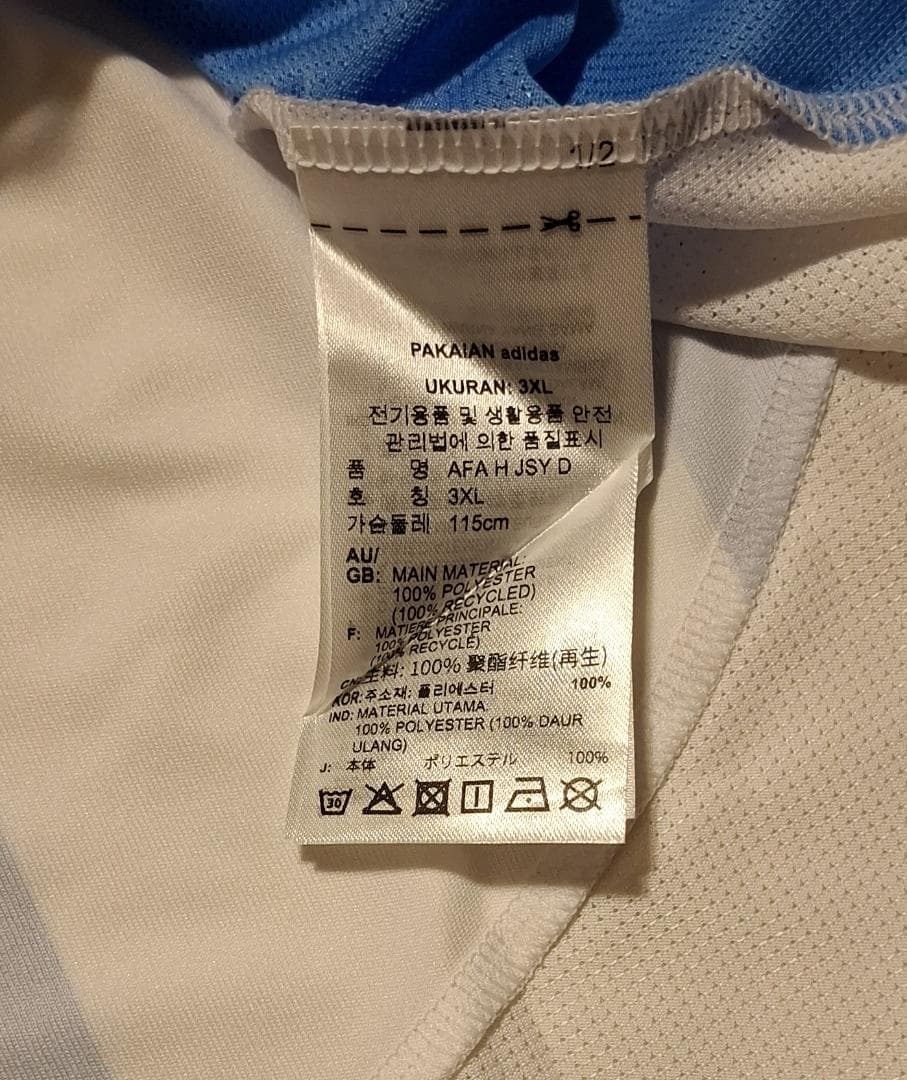 1/2
PAKAIAN adidas
UKURAN: 3XL
전기용품 및 생활용품 안전
관리법에 의한 품질표시
품 명 AFA H JSY D
호 칭 3XL
가슴둘레 115cm
AU/
GB: MAIN MATERIAL:
100% POLYESTER
(100% RECYCLED)
F: MATIERE PRINCIPALE:
100% POLYESTER
(100% RECYCLÉ)
CN: 主料: 100% 聚酯纤维(再生)
KOR: 주소재: 폴리에스터 100%
IND: MATERIAL UTAMA:
100% POLYESTER (100% DAUR
ULANG)
J: 本体 ポリエステル 100%
30